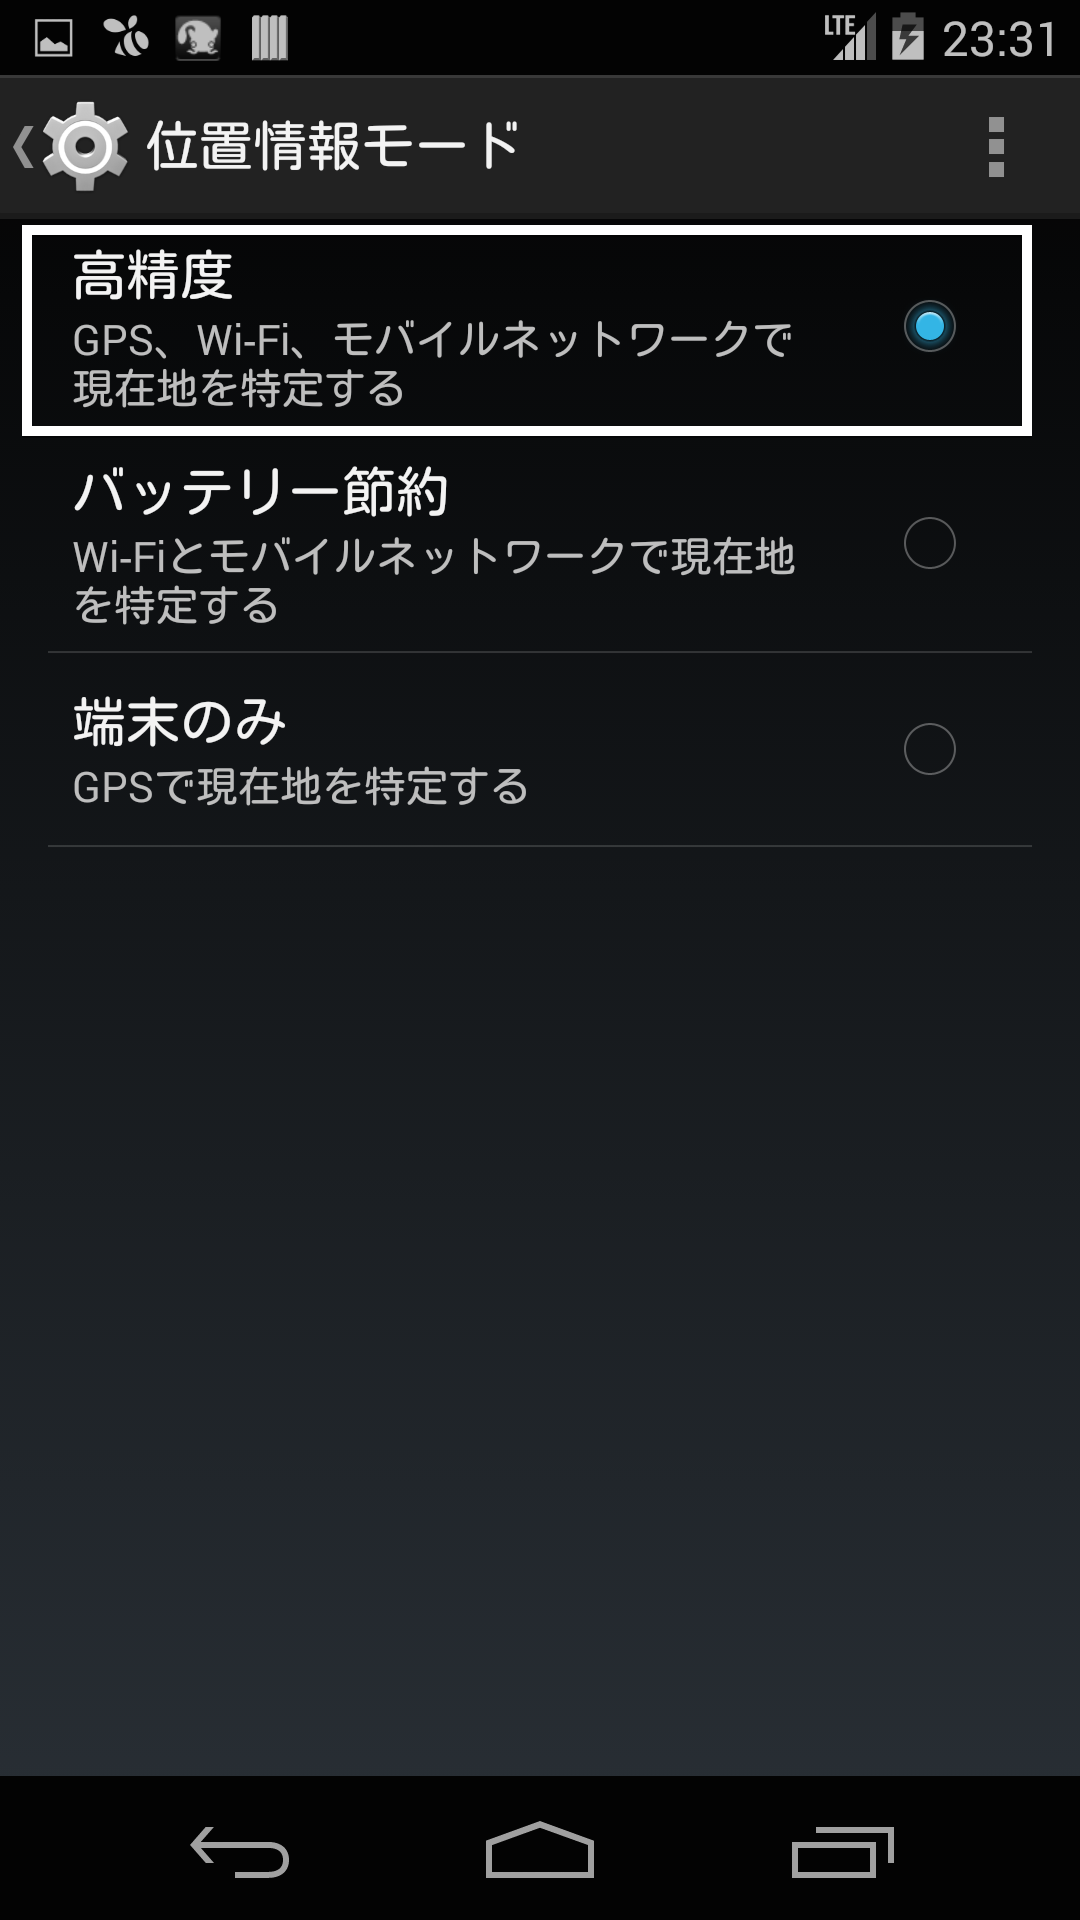 LTE 23:31
位置情報モード
高精度
GPS、Wi-Fi、モバイルネットワークで
現在地を特定する
バッテリー節約
Wi-Fiとモバイルネットワークで現在地
を特定する
端末のみ
GPSで現在地を特定する